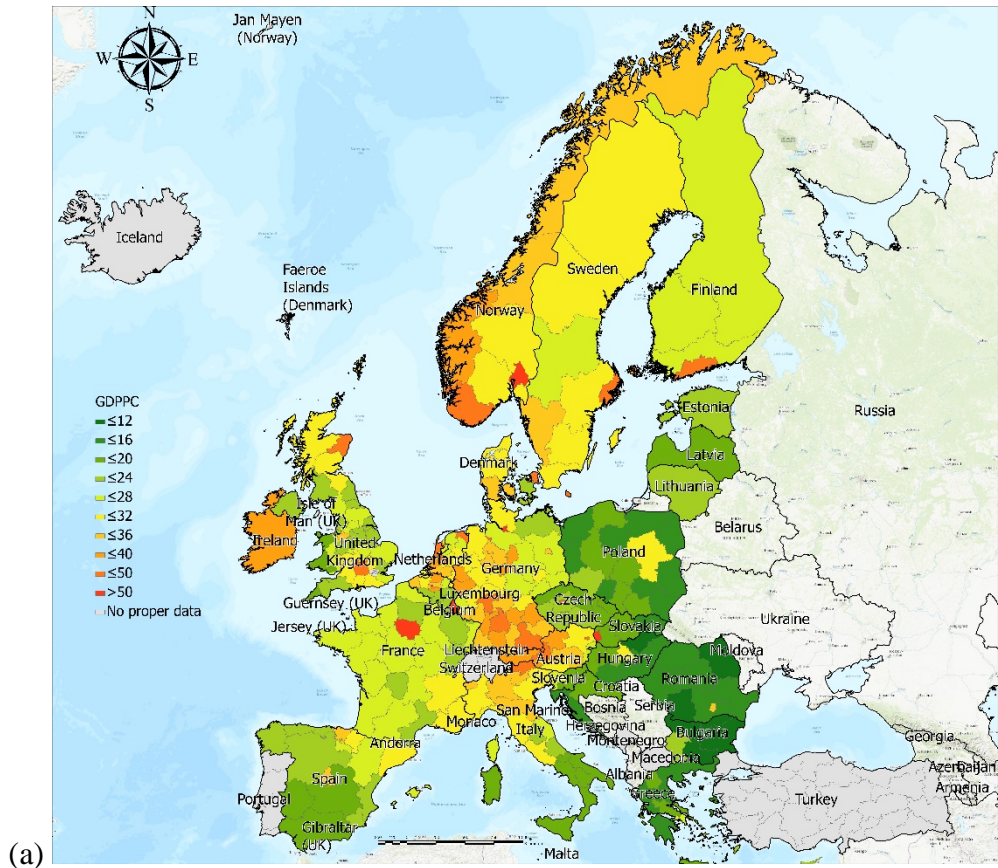 Jan Mayen
(Norway)
N
W
E
S
Iceland
Faeroe
Islands
(Denmark)
Sweden
Finland
Norway
GDPPC
≤12
≤16
≤20
≤24
≤28
≤32
≤36
≤40
≤50
>50
No proper data
Estonia
Russia
Latvia
Denmark
Lithuania
Isle of
Man (UK)
Belarus
Ireland
United
Kingdom
Netherlands
Poland
Germany
Guernsey (UK)
Luxembourg
Belgium
Czech
Republic
Ukraine
Jersey (UK)
Slovakia
France
Liechtenstein
Switzerland
Austria
Hungary
Moldova
Slovenia
Romania
Croatia
San Marino
Bosnia
Serbia
Herzegovina
Monaco
Italy
Montenegro
Bulgaria
Andorra
Macedonia
Georgia
Spain
Albania
Azerbaijan
Armenia
Portugal
Greece
Turkey
Gibraltar
(UK)
Malta
(a)